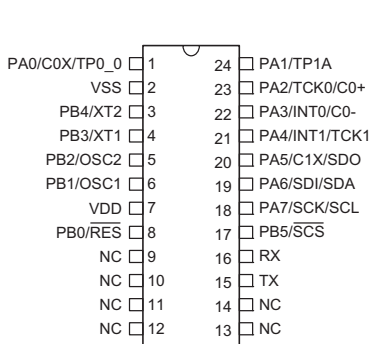 PA0/C0X/TP0_0 1 24 PA1/TP1A
VSS 2 23 PA2/TCK0/C0+
PB4/XT2 3 22 PA3/INT0/C0-
PB3/XT1 4 21 PA4/INT1/TCK1
PB2/OSC2 5 20 PA5/C1X/SDO
PB1/OSC1 6 19 PA6/SDI/SDA
VDD 7 18 PA7/SCK/SCL
PB0/RES 8 17 PB5/SCS
NC 9 16 RX
NC 10 15 TX
NC 11 14 NC
NC 12 13 NC